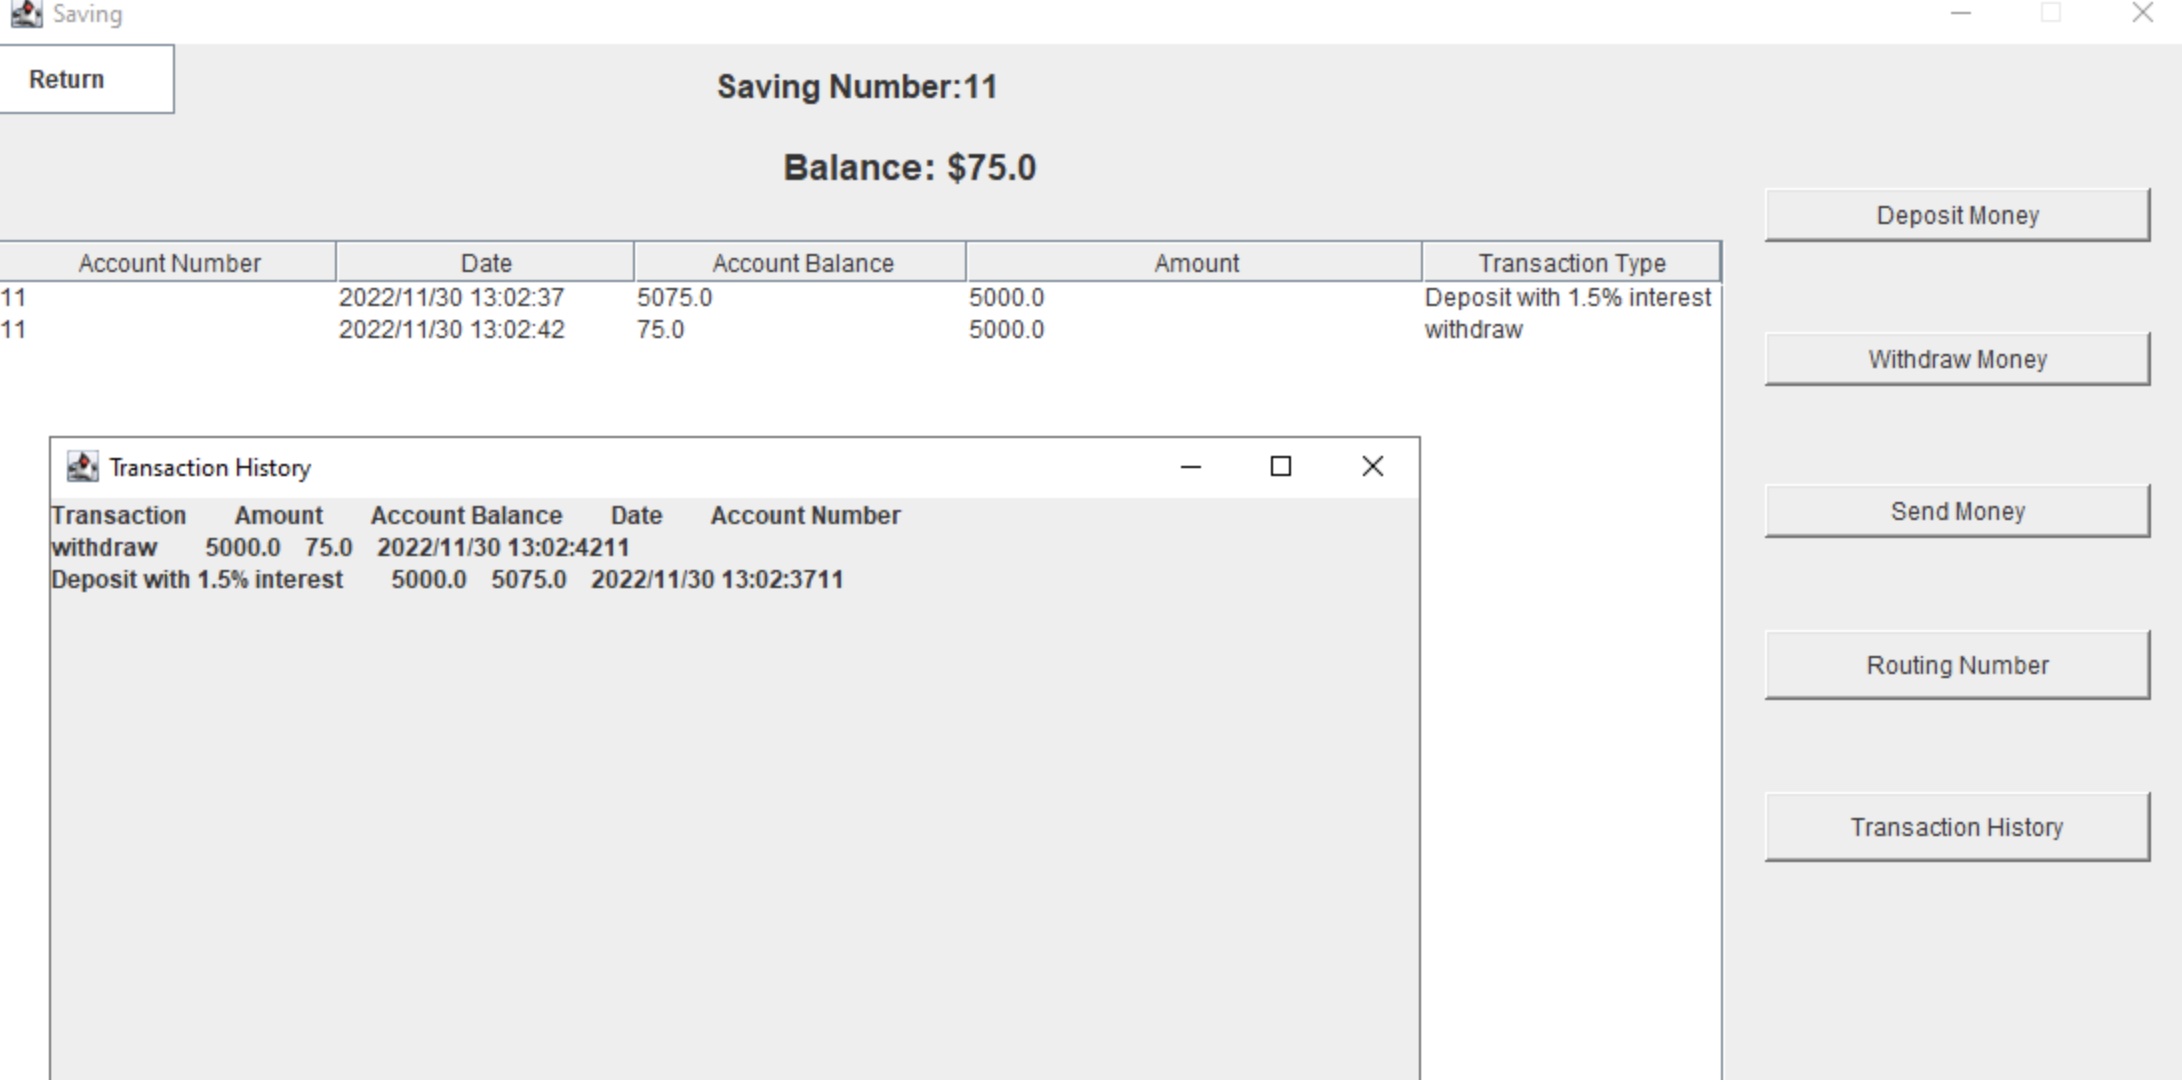 Saving
Return
Saving Number:11
Balance: $75.0
Account Number Date Account Balance Amount Transaction Type
11 2022/11/30 13:02:37 5075.0 5000.0 Deposit with 1.5% interest
11 2022/11/30 13:02:42 75.0 5000.0 withdraw
Deposit Money
Withdraw Money
Send Money
Routing Number
Transaction History
Transaction History
Transaction Amount Account Balance Date Account Number
withdraw 5000.0 75.0 2022/11/30 13:02:4211
Deposit with 1.5% interest 5000.0 5075.0 2022/11/30 13:02:3711